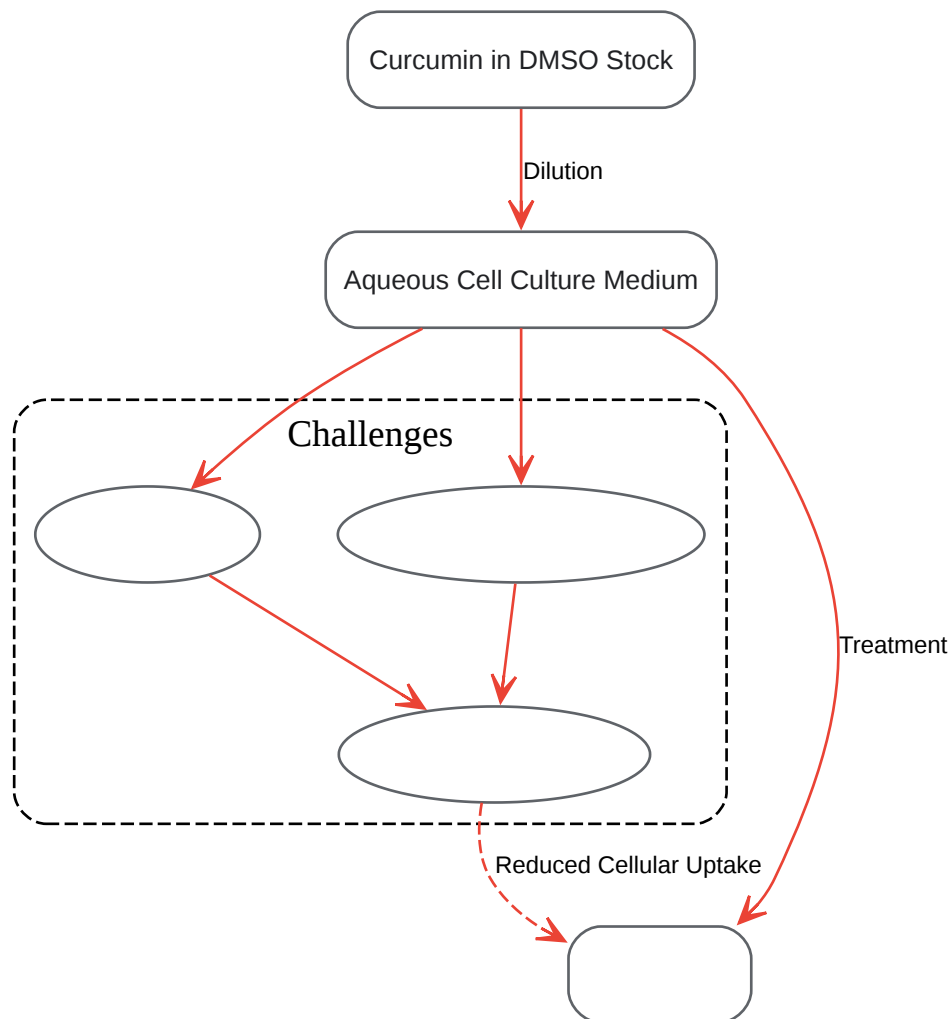 Curcumin in DMSO Stock
Dilution
Aqueous Cell Culture Medium
Challenges
Treatment
Reduced Cellular Uptake